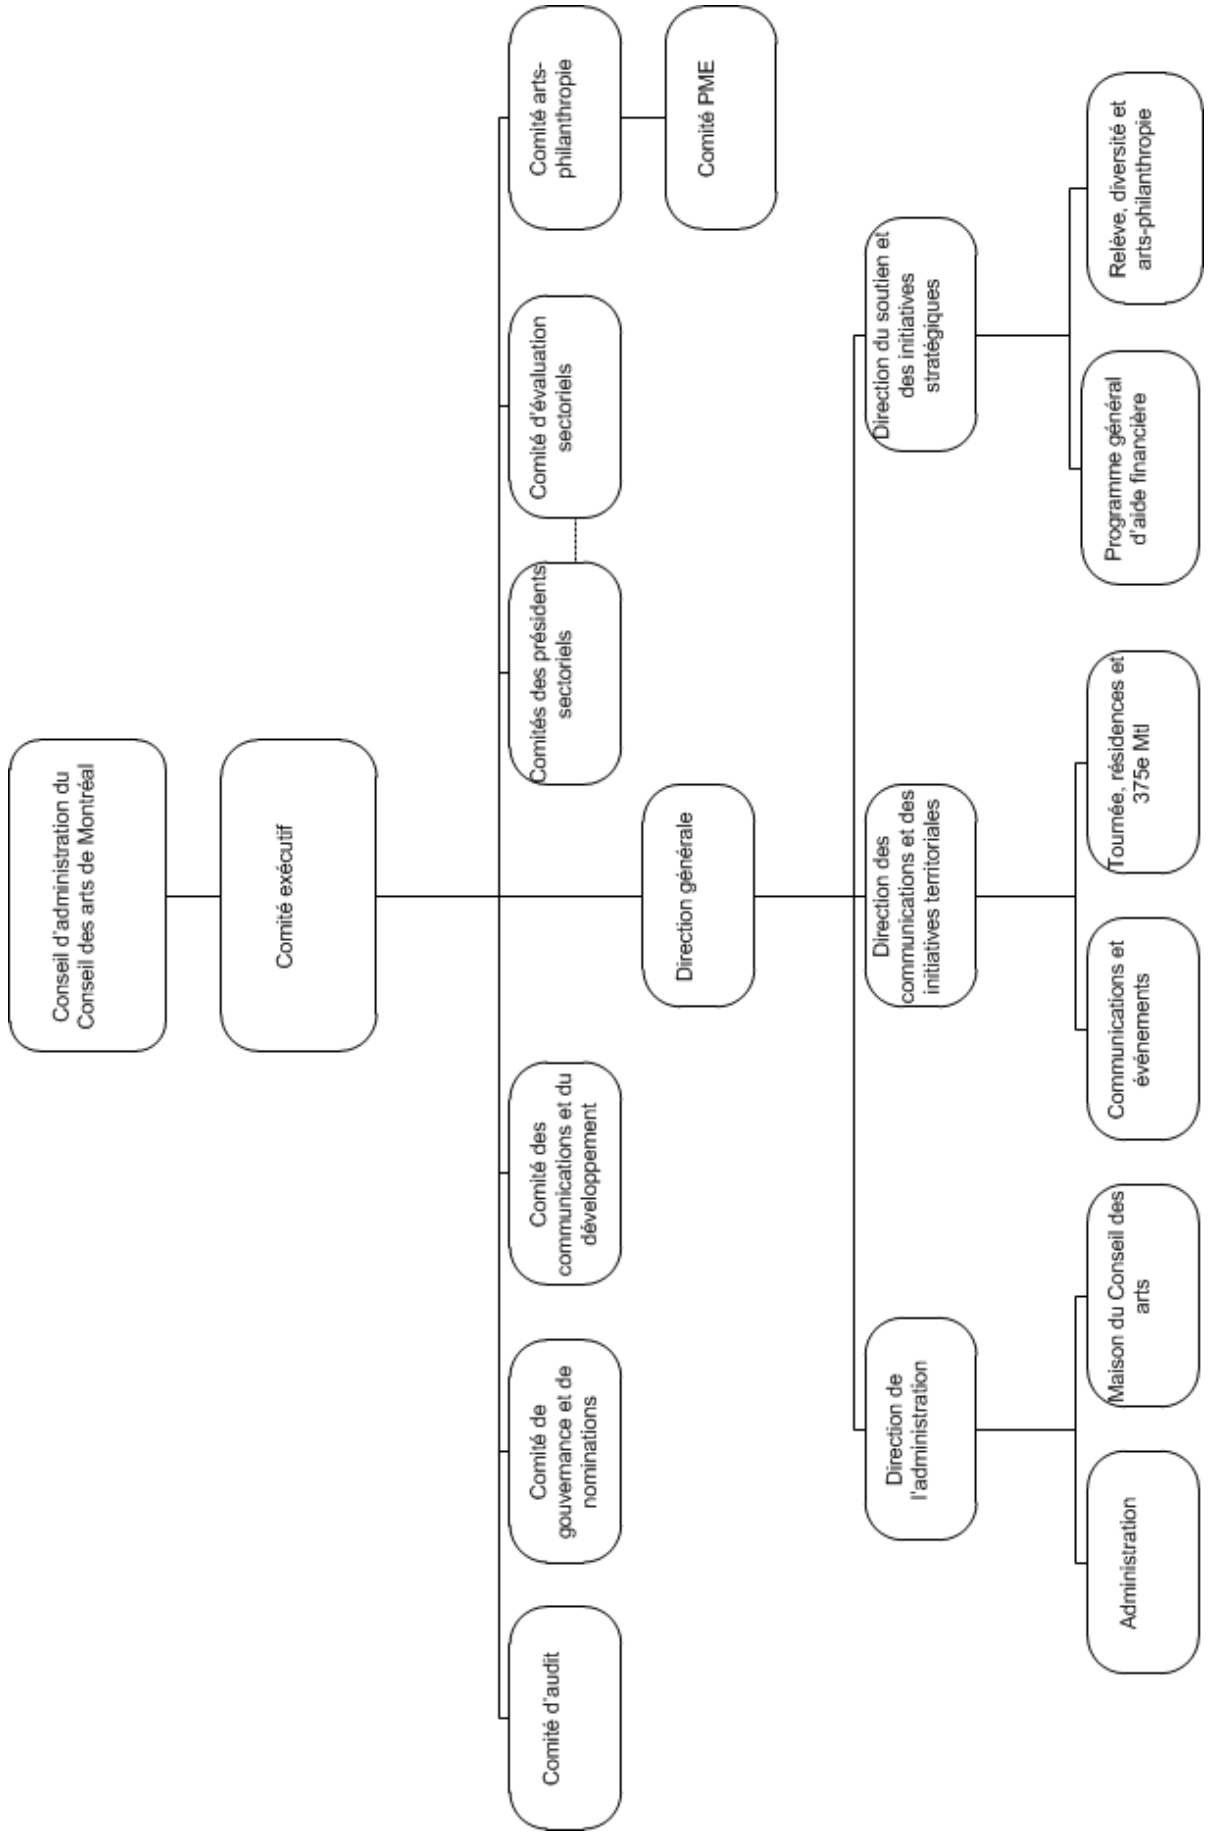 Conseil d'administration du
Conseil des arts de Montréal
Comité exécutif
Comité d'audit
Comité de
gouvernance et de
nominations
Comité des
communications et du
développement
Comités des présidents
sectoriels
Comité d'évaluation
sectoriels
Comité arts-
philanthropie
Comité PME
Direction générale
Direction de
l'administration
Direction des
communications et des
initiatives territoriales
Direction du soutien et
des initiatives
stratégiques
Administration
Maison du Conseil des
arts
Communications et
événements
Tournée, résidences et
375e Mtl
Programme général
d'aide financière
Relève, diversité et
arts-philanthropie